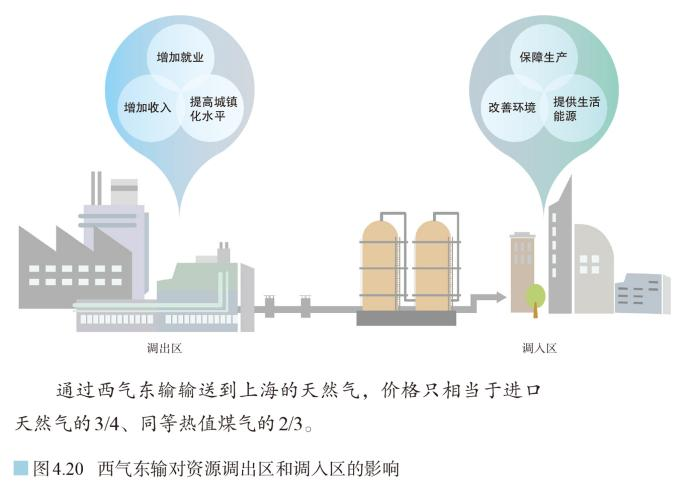 增加就业
增加收入
提高城镇
化水平
保障生产
改善环境
提供生活
能源
调出区
调入区
通过西气东输输送到上海的天然气，价格只相当于进口
天然气的3/4、同等热值煤气的2/3。
图4.20 西气东输对资源调出区和调入区的影响